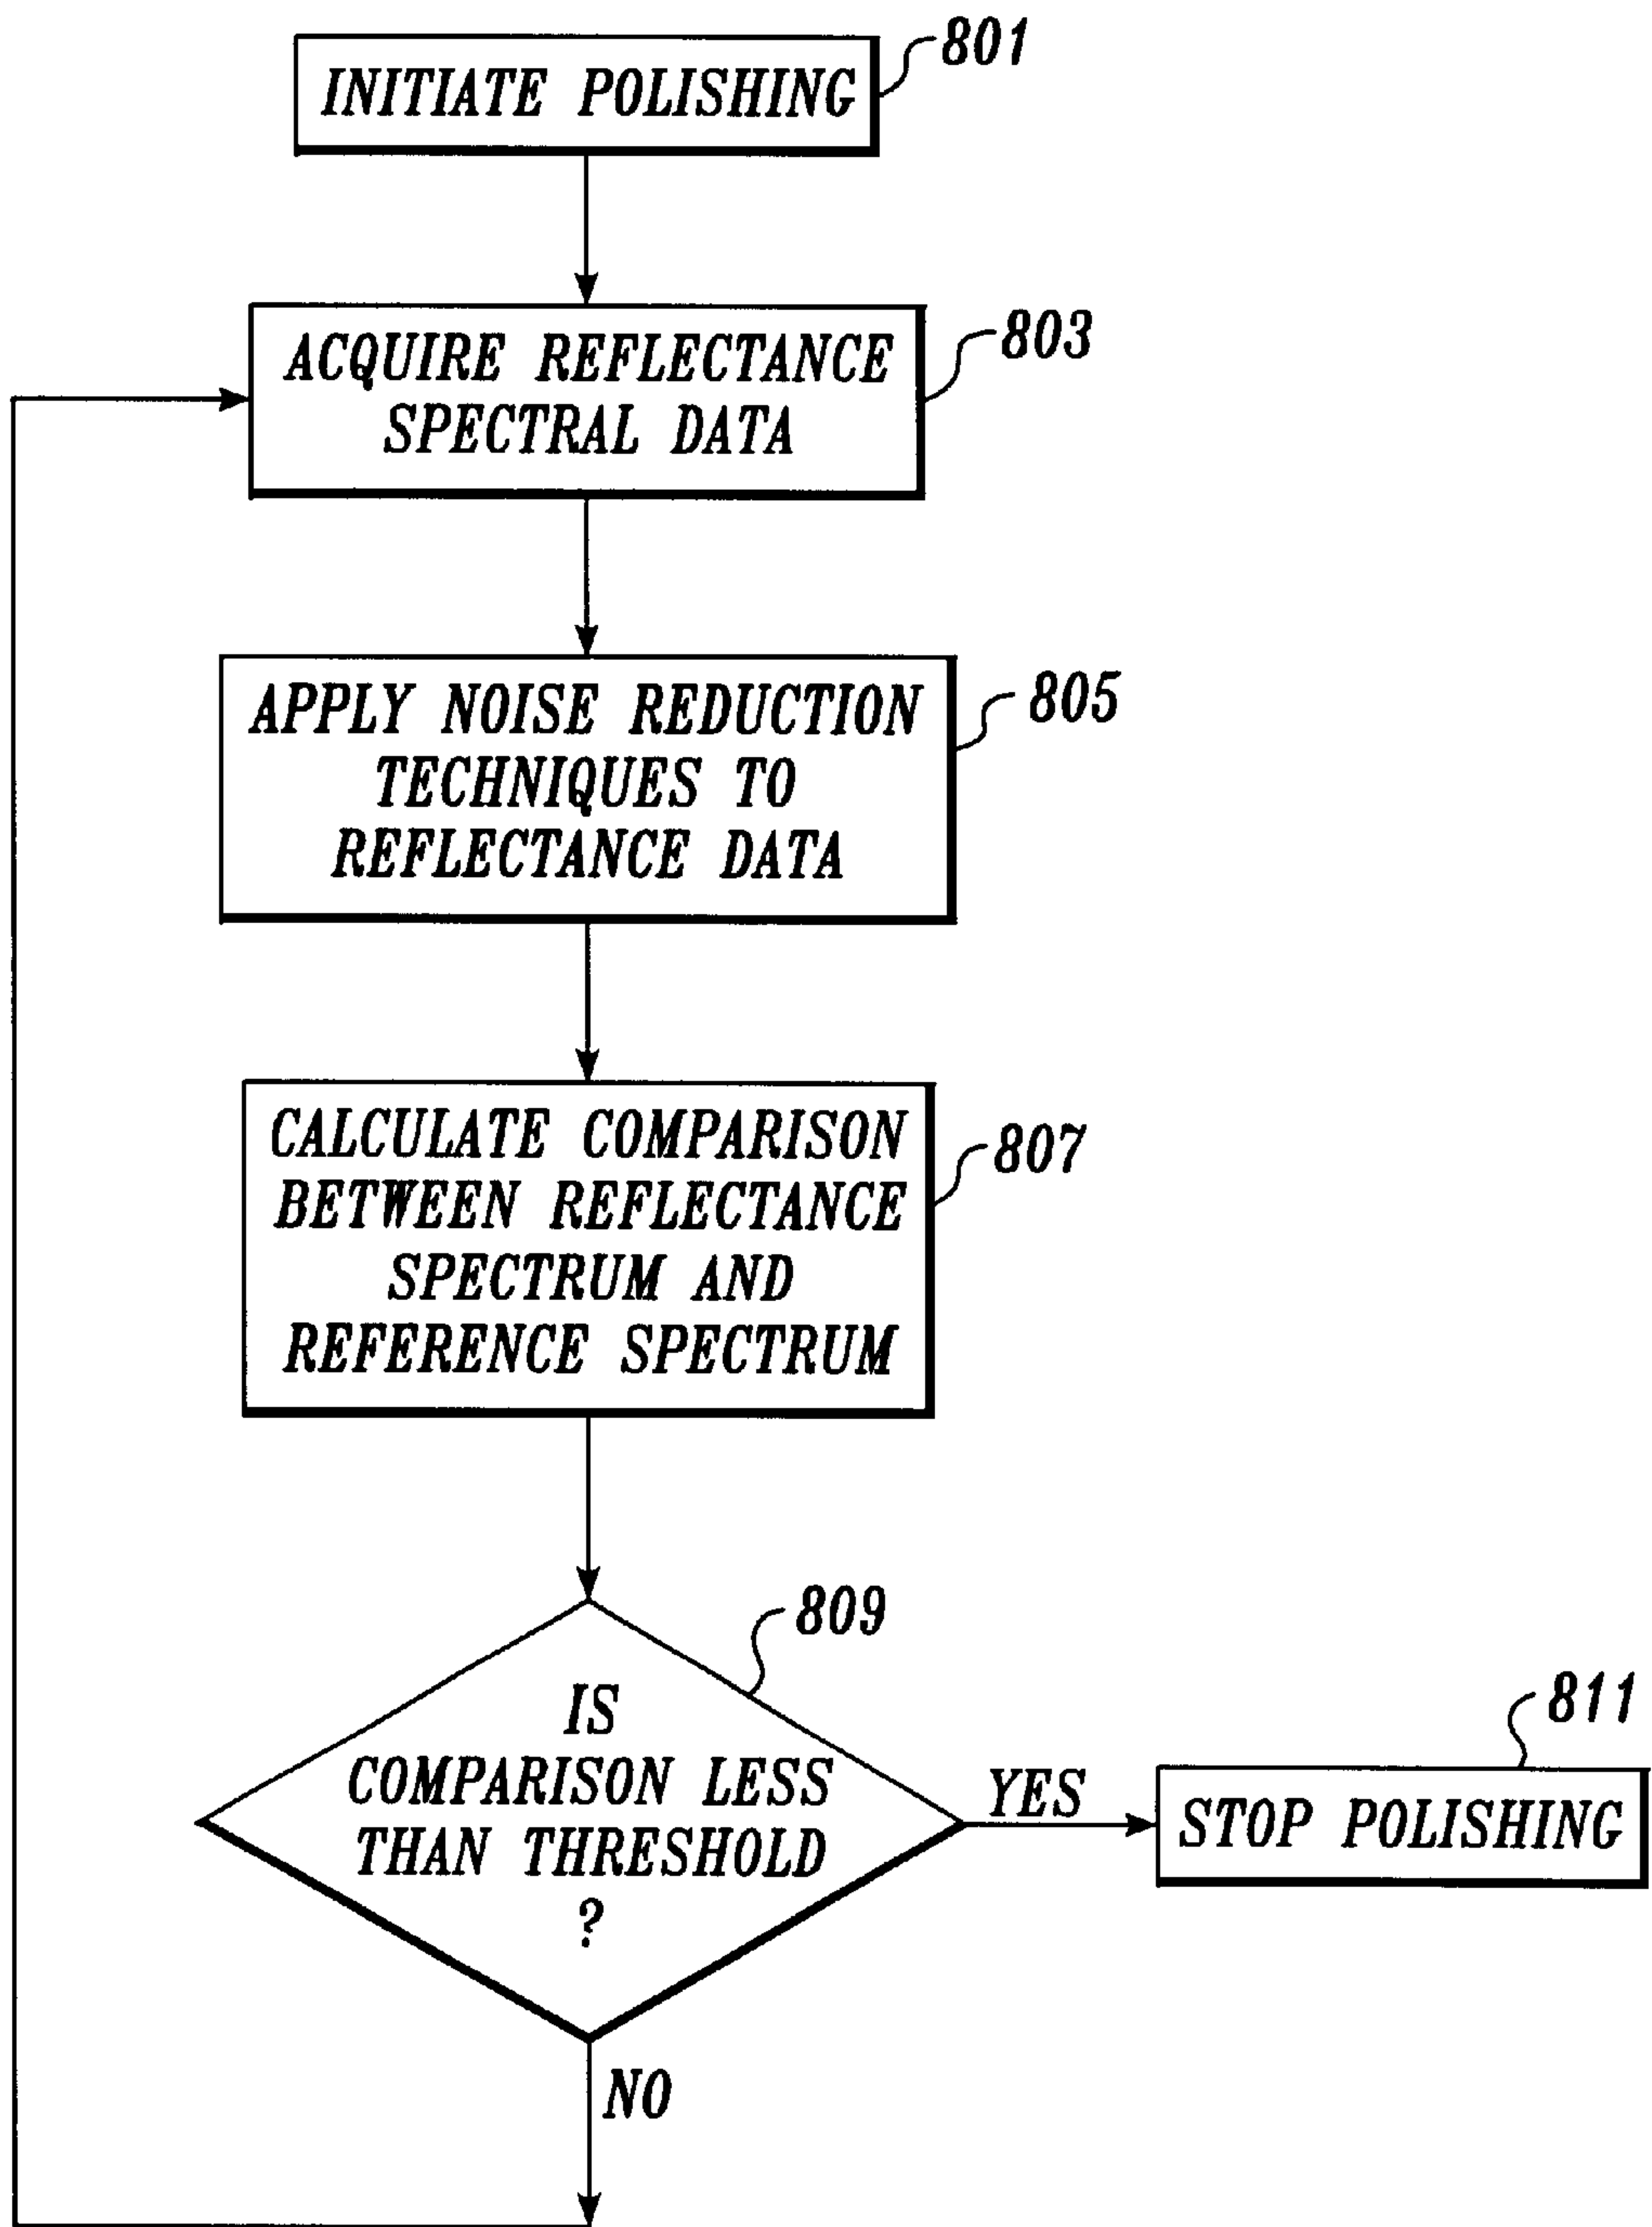 801
INITIATE POLISHING
803
ACQUIRE REFLECTANCE
SPECTRAL DATA
805
APPLY NOISE REDUCTION
TECHNIQUES TO
REFLECTANCE DATA
807
CALCULATE COMPARISON
BETWEEN REFLECTANCE
SPECTRUM AND
REFERENCE SPECTRUM
809
IS
COMPARISON LESS
THAN THRESHOLD
?
YES
811
STOP POLISHING
NO